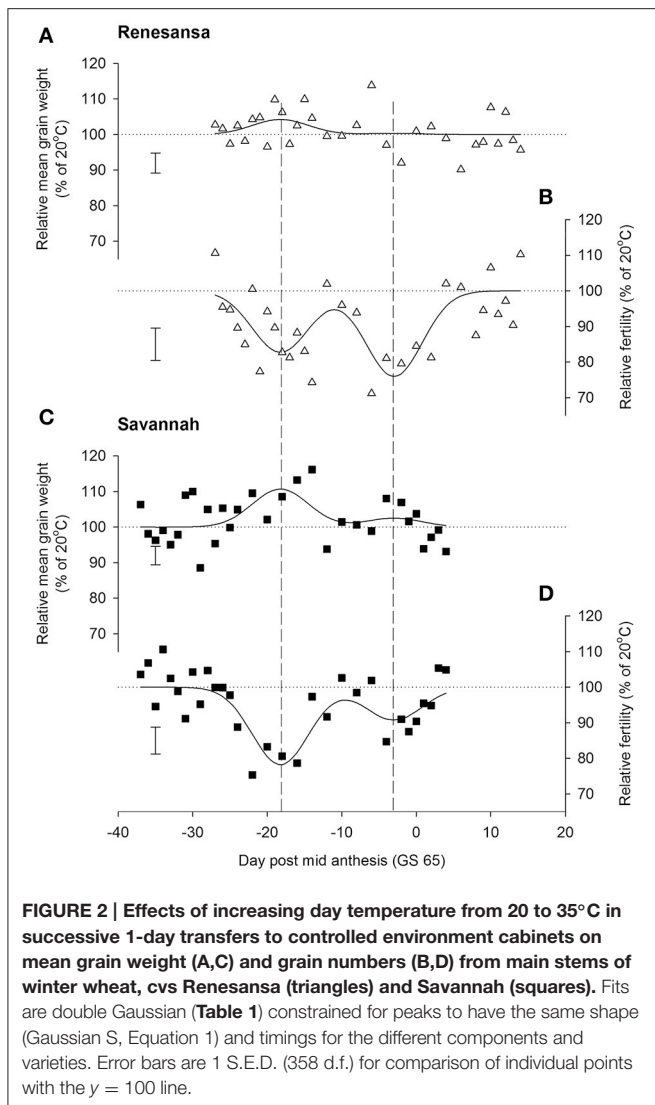 A Renesansa
120
110
100
90
80
70
Relative mean grain weight
(% of 20°C)
B
120
110
100
90
80
70
Relative fertility (% of 20°C)
C Savannah
120
110
100
90
80
70
Relative mean grain weight
(% of 20°C)
D
120
110
100
90
80
70
Relative fertility (% of 20°C)
-40 -30 -20 -10 0 10 20
Day post mid anthesis (GS 65)
FIGURE 2 | Effects of increasing day temperature from 20 to 35°C in
successive 1-day transfers to controlled environment cabinets on
mean grain weight (A,C) and grain numbers (B,D) from main stems of
winter wheat, cvs Renesansa (triangles) and Savannah (squares). Fits
are double Gaussian (Table 1) constrained for peaks to have the same shape
(Gaussian S, Equation 1) and timings for the different components and
varieties. Error bars are 1 S.E.D. (358 d.f.) for comparison of individual points
with the y = 100 line.